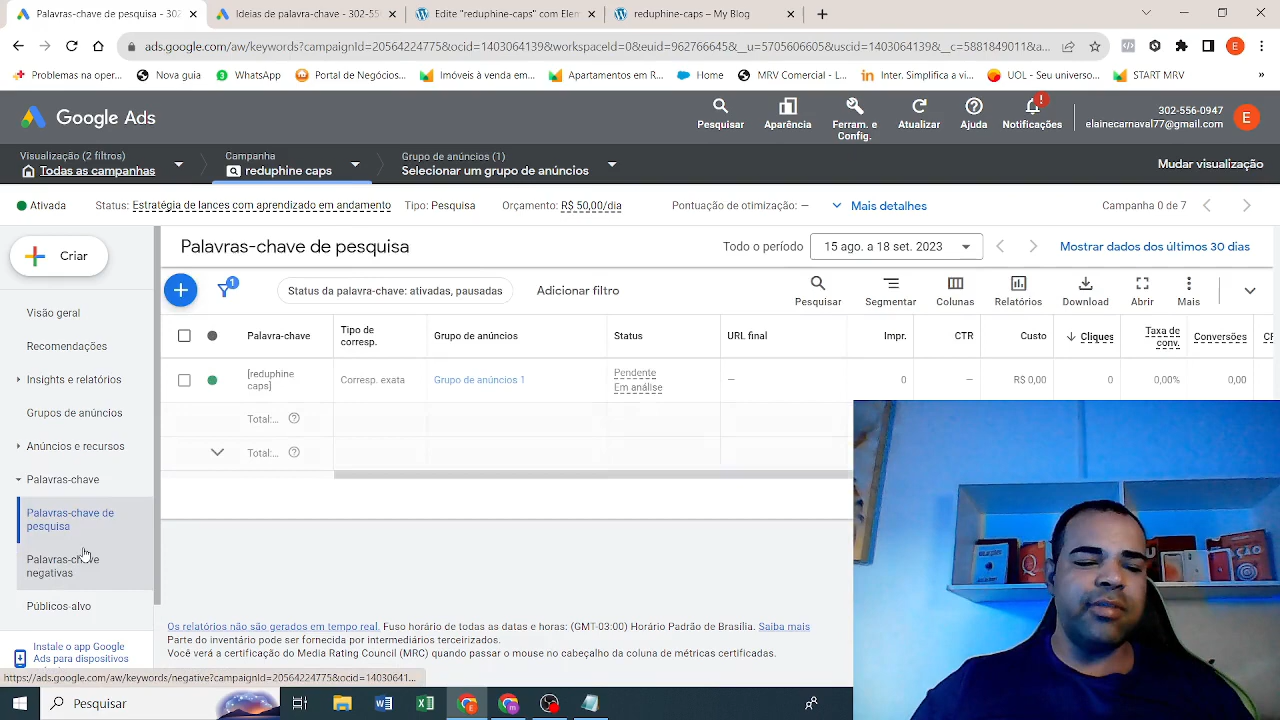 Palavras-chave de pesquisa - 302
Ideias de palavra-chave - 302-55
Edite "reduphine-caps" com Elem
reduphine-caps – My Blog
ads.google.com/aw/keywords?campaignId=20564224775&ocid=1403064139&workspaceId=0&euid=962766645&__u=5705606605&uscid=1403064139&__c=5381849011&a...
Problemas na oper...
Nova guia
WhatsApp
Portal de Negócios...
Imóveis à venda em...
Apartamentos em R...
Home
MRV Comercial - L...
Inter. Simplifica a vi...
UOL - Seu universo...
START MRV
»
Google Ads
Pesquisar
Aparência
Ferram. e
Config.
Atualizar
Ajuda
!
Notificações
302-556-0947
elainecarnaval77@gmail.com
E
Visualização (2 filtros)
Todas as campanhas
Campanha
reduphine caps
Grupo de anúncios (1)
Selecionar um grupo de anúncios
Mudar visualização
Ativada
Status: Estratégia de lances com aprendizado em andamento
Tipo: Pesquisa
Orçamento: R$ 50,00/dia
Pontuação de otimização: –
Mais detalhes
Campanha 0 de 7
Criar
Visão geral
Recomendações
Insights e relatórios
Grupos de anúncios
Anúncios e recursos
Palavras-chave
Palavras-chave de
pesquisa
Palavras-chave
negativas
Públicos-alvo
Instale o app Google
Ads para dispositivos
Palavras-chave de pesquisa
Todo o período
15 ago. a 18 set. 2023
Mostrar dados dos últimos 30 dias
1
Status da palavra-chave: ativadas, pausadas
Adicionar filtro
Pesquisar
Segmentar
Colunas
Relatórios
Download
Abrir
Mais
Palavra-chave
Tipo de
corresp.
Grupo de anúncios
Status
URL final
Impr.
CTR
Custo
Cliques
Taxa de
conv.
Conversões
[reduphine
caps]
Corresp. exata
Grupo de anúncios 1
Pendente
Em análise
–
0
–
R$ 0,00
0
0,00%
0,00
Total:...
Total:...
Os relatórios não são gerados em tempo real. Fuso horário de todas as datas e horas: (GMT-03:00) Horário Padrão de Brasília. Saiba mais
Parte do inventário pode ser fornecida por intermediários terceirizados.
Você verá a certificação do Media Rating Council (MRC) quando passar o mouse no cabeçalho da coluna de métricas certificadas.
https://ads.google.com/aw/keywords/negative?campaignId=20564224775&ocid=14030641...
Pesquisar